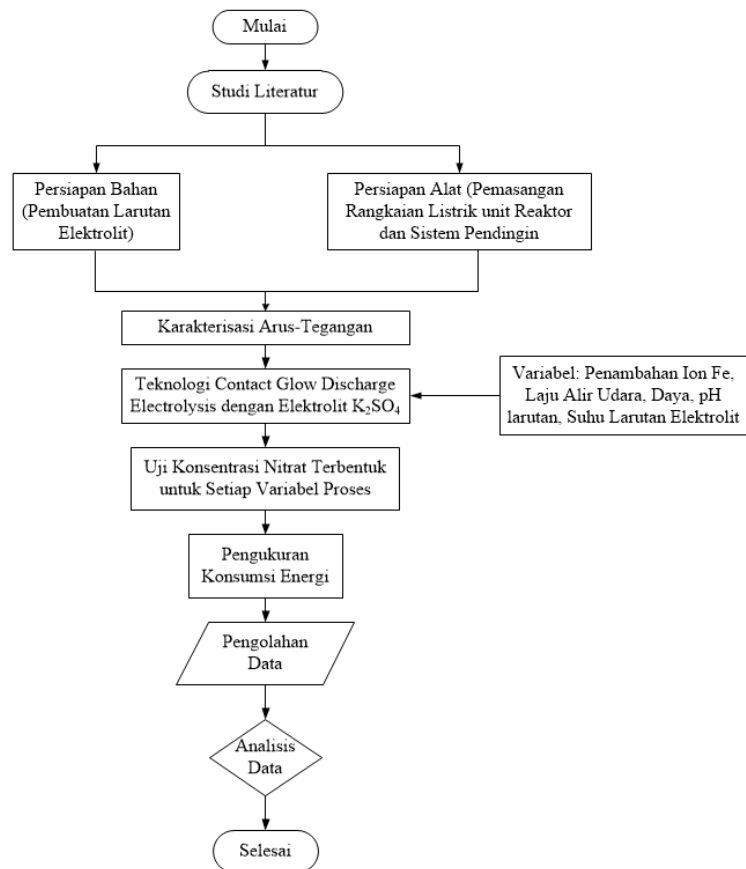 Mulai
Studi Literatur
Persiapan Bahan
(Pembuatan Larutan
Elektrolit)
Persiapan Alat (Pemasangan
Rangkaian Listrik unit Reaktor
dan Sistem Pendingin
Karakterisasi Arus-Tegangan
Teknologi Contact Glow Discharge
Electrolysis dengan Elektrolit K₂SO₄
Variabel: Penambahan Ion Fe,
Laju Alir Udara, Daya, pH
larutan, Suhu Larutan Elektrolit
Uji Konsentrasi Nitrat Terbentuk
untuk Setiap Variabel Proses
Pengukuran
Konsumsi Energi
Pengolahan
Data
Analisis
Data
Selesai